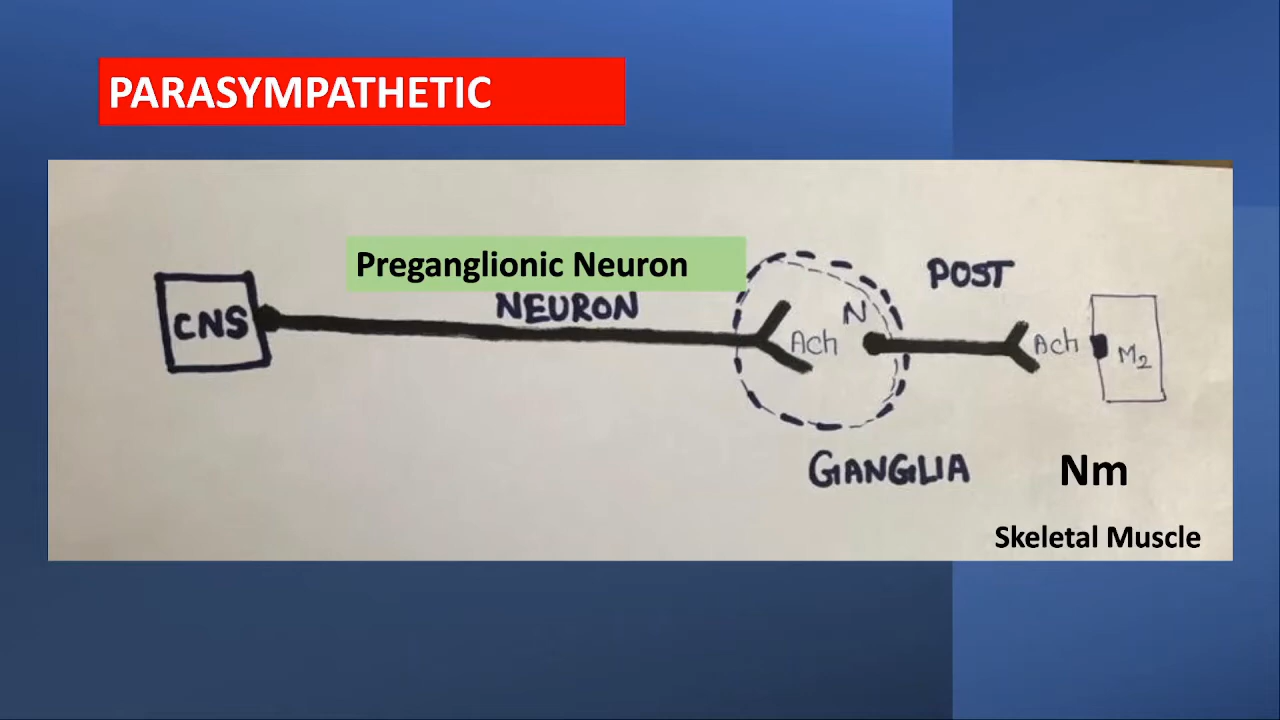 PARASYMPATHETIC
Preganglionic Neuron
NEURON
POST
CNS
N
Ach
Ach
M2
GANGLIA
Nm
Skeletal Muscle